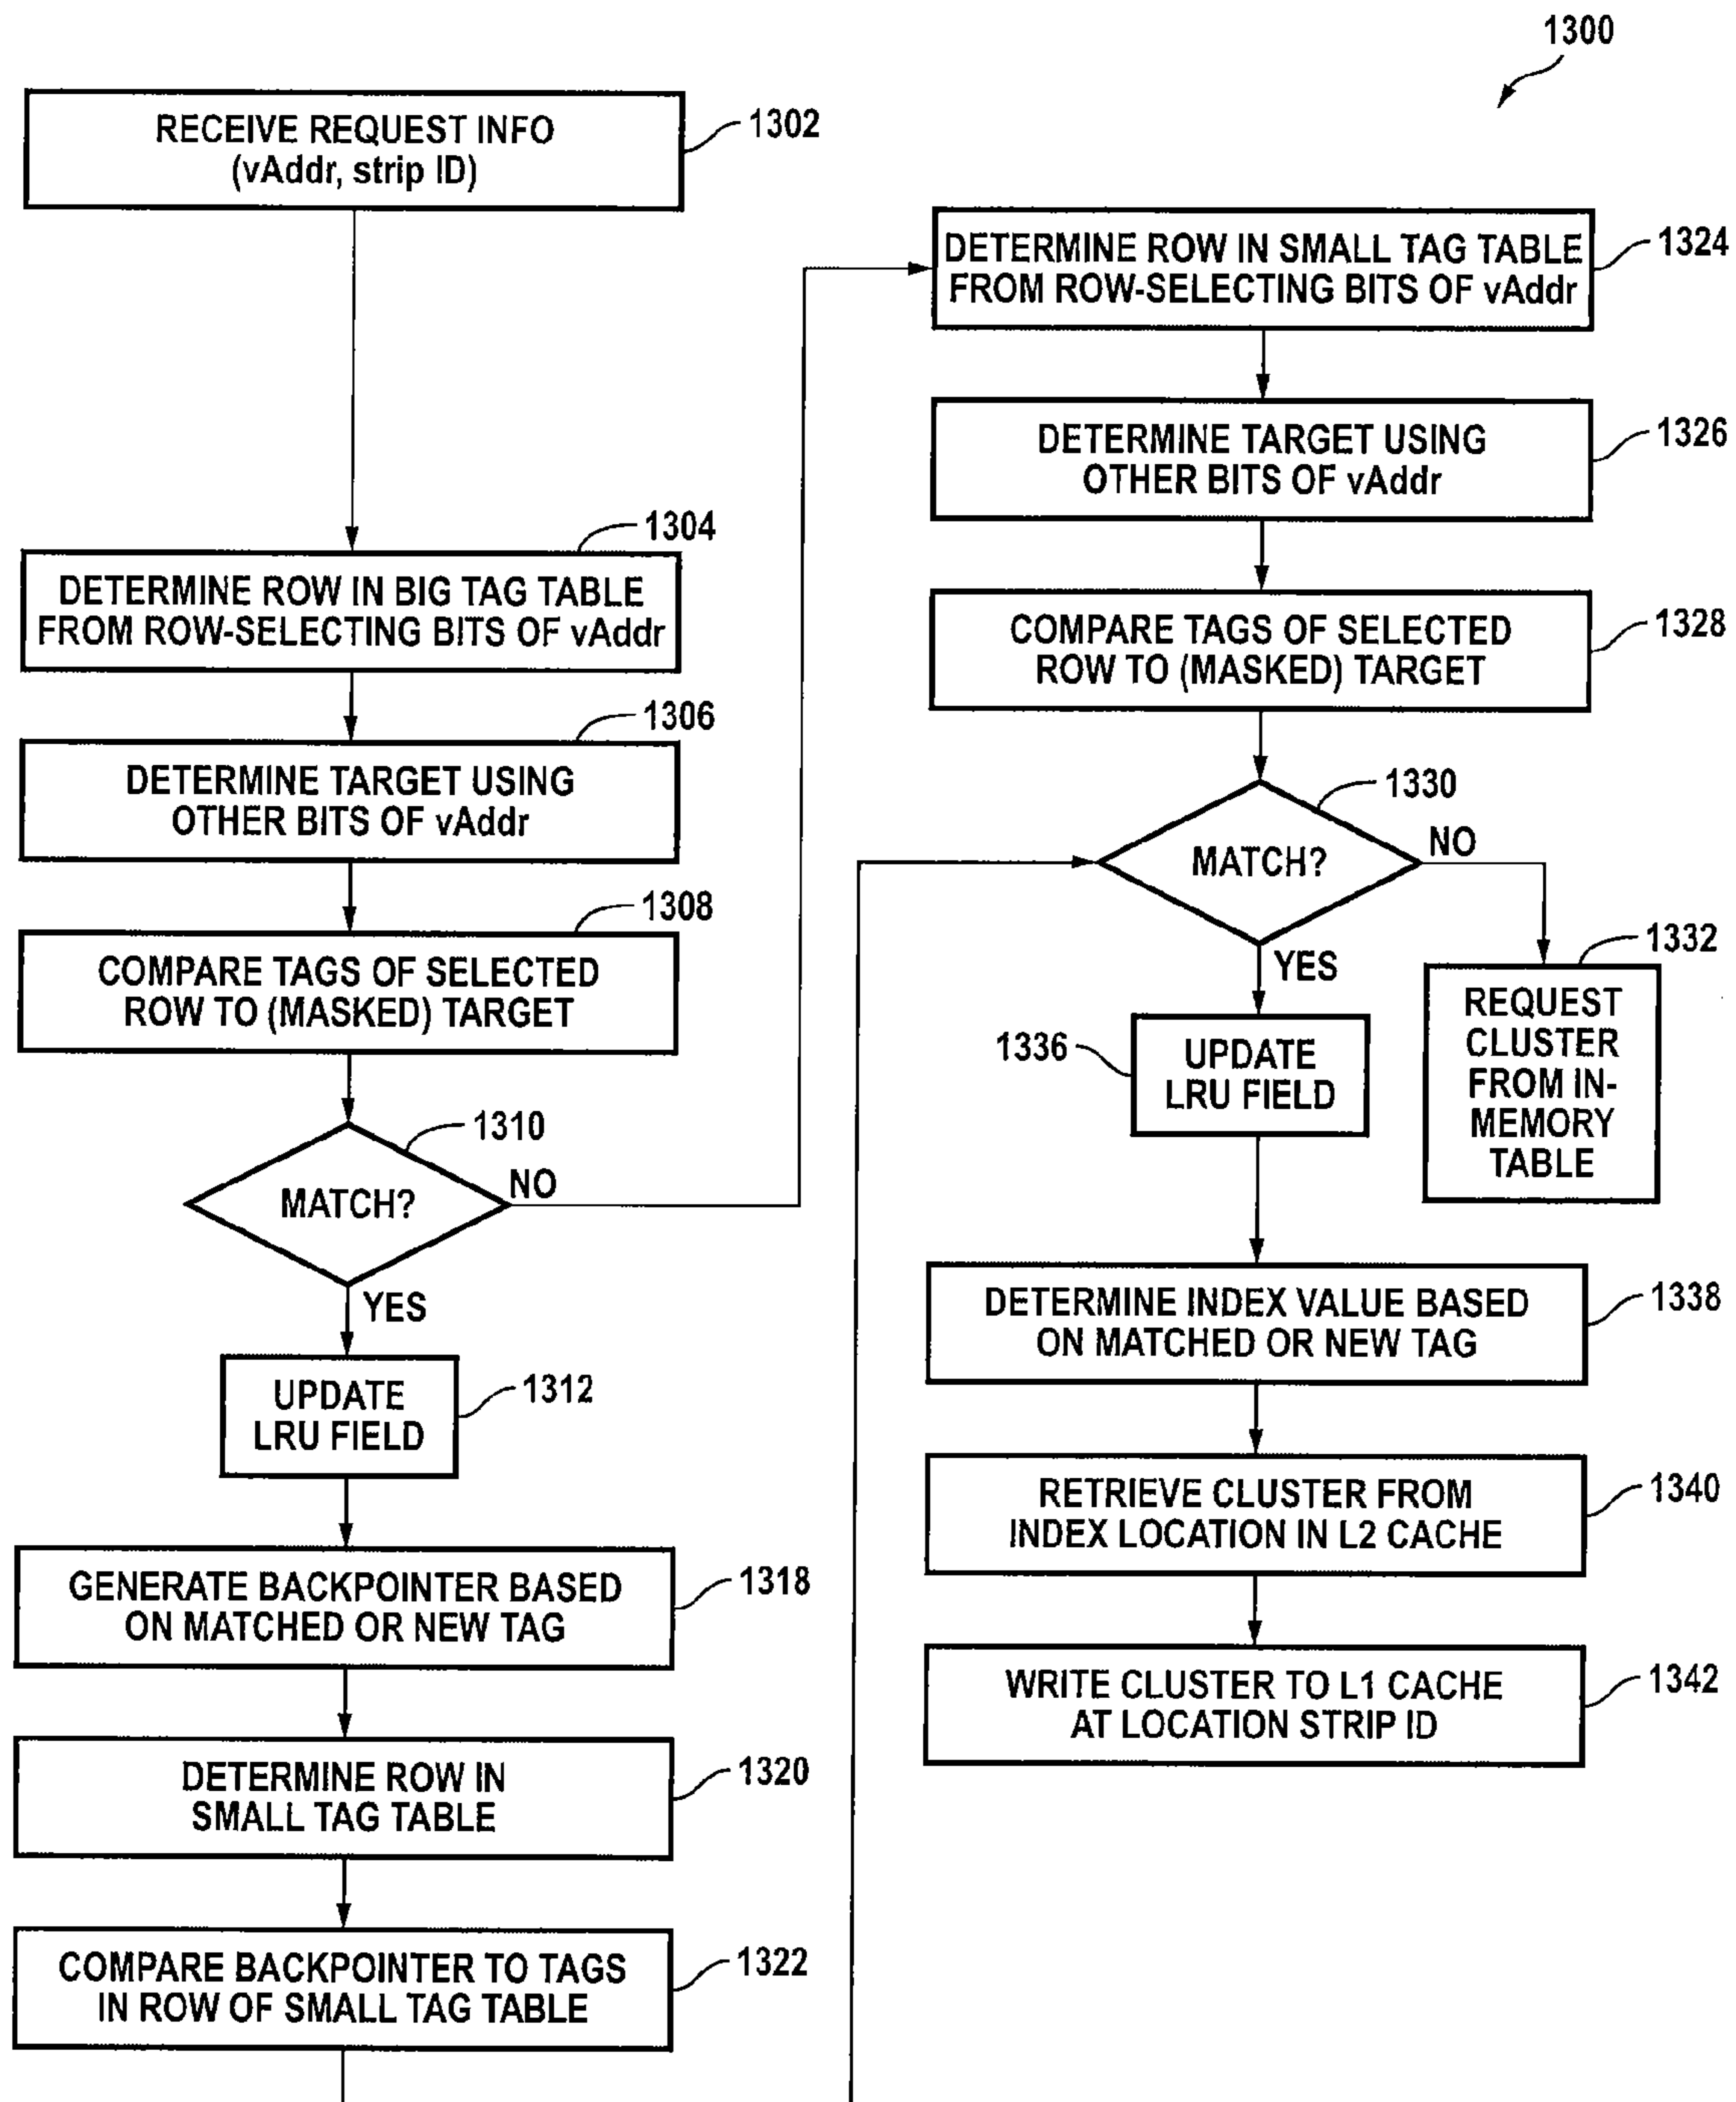 1300
RECEIVE REQUEST INFO
(vAddr, strip ID)
1302
1304
DETERMINE ROW IN BIG TAG TABLE
FROM ROW-SELECTING BITS OF vAddr
1306
DETERMINE TARGET USING
OTHER BITS OF vAddr
1308
COMPARE TAGS OF SELECTED
ROW TO (MASKED) TARGET
1310
MATCH?
NO
YES
UPDATE
LRU FIELD
1312
GENERATE BACKPOINTER BASED
ON MATCHED OR NEW TAG
1318
DETERMINE ROW IN
SMALL TAG TABLE
1320
COMPARE BACKPOINTER TO TAGS
IN ROW OF SMALL TAG TABLE
1322
DETERMINE ROW IN SMALL TAG TABLE
FROM ROW-SELECTING BITS OF vAddr
1324
DETERMINE TARGET USING
OTHER BITS OF vAddr
1326
COMPARE TAGS OF SELECTED
ROW TO (MASKED) TARGET
1328
1330
MATCH?
NO
YES
1332
REQUEST
CLUSTER
FROM IN-
MEMORY
TABLE
1336
UPDATE
LRU FIELD
DETERMINE INDEX VALUE BASED
ON MATCHED OR NEW TAG
1338
RETRIEVE CLUSTER FROM
INDEX LOCATION IN L2 CACHE
1340
WRITE CLUSTER TO L1 CACHE
AT LOCATION STRIP ID
1342